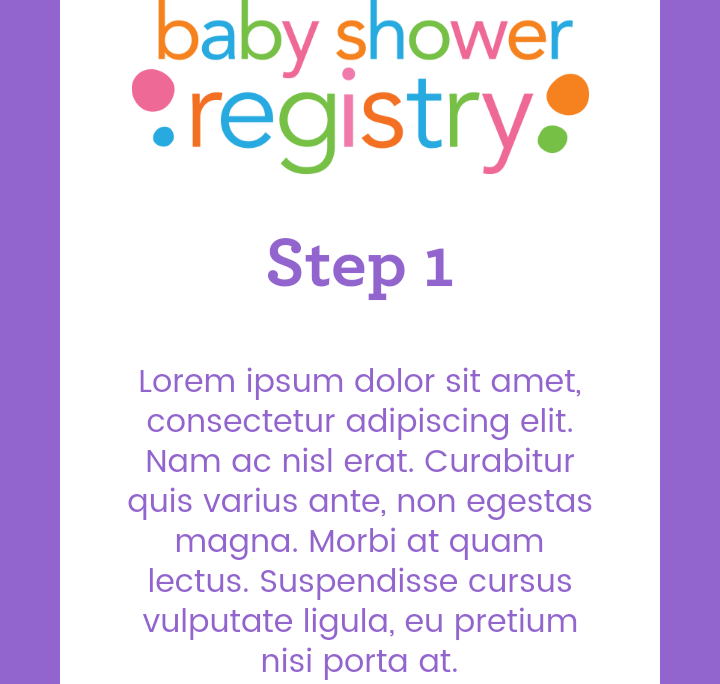 baby shower
registry
Step 1
Lorem ipsum dolor sit amet,
consectetur adipiscing elit.
Nam ac nisl erat. Curabitur
quis varius ante, non egestas
magna. Morbi at quam
lectus. Suspendisse cursus
vulputate ligula, eu pretium
nisi porta at.